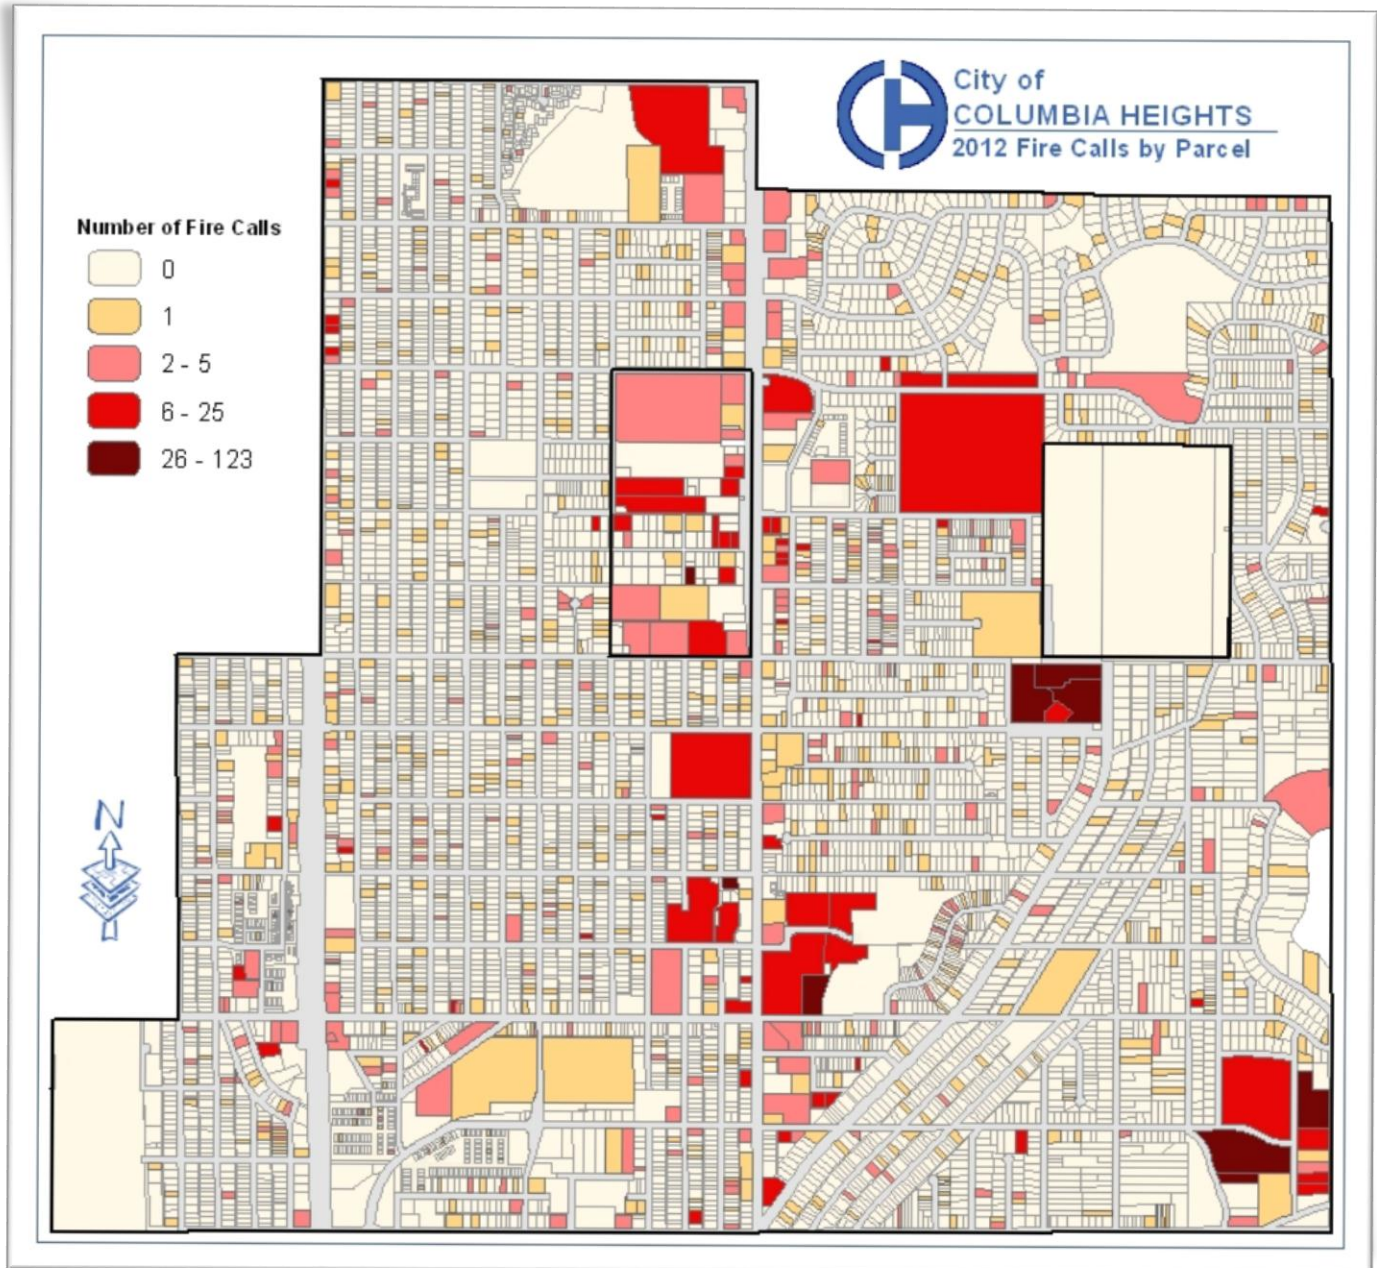 City of
COLUMBIA HEIGHTS
2012 Fire Calls by Parcel
Number of Fire Calls
0
1
2 - 5
6 - 25
26 - 123
N